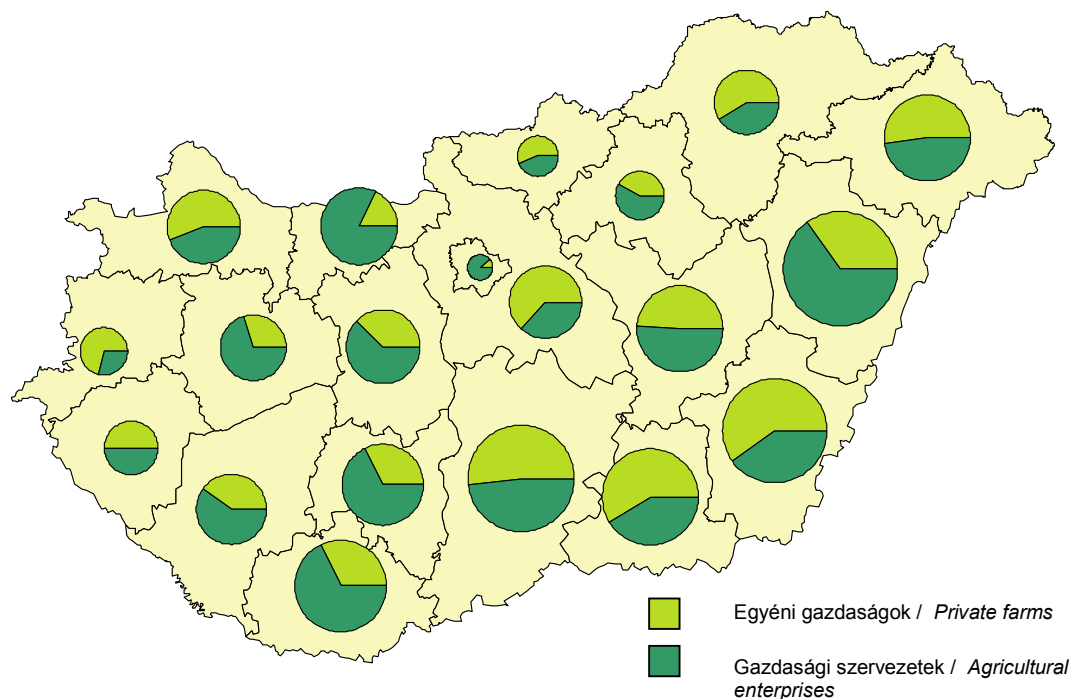 Egyéni gazdaságok / Private farms
Gazdasági szervezetek / Agricultural
enterprises